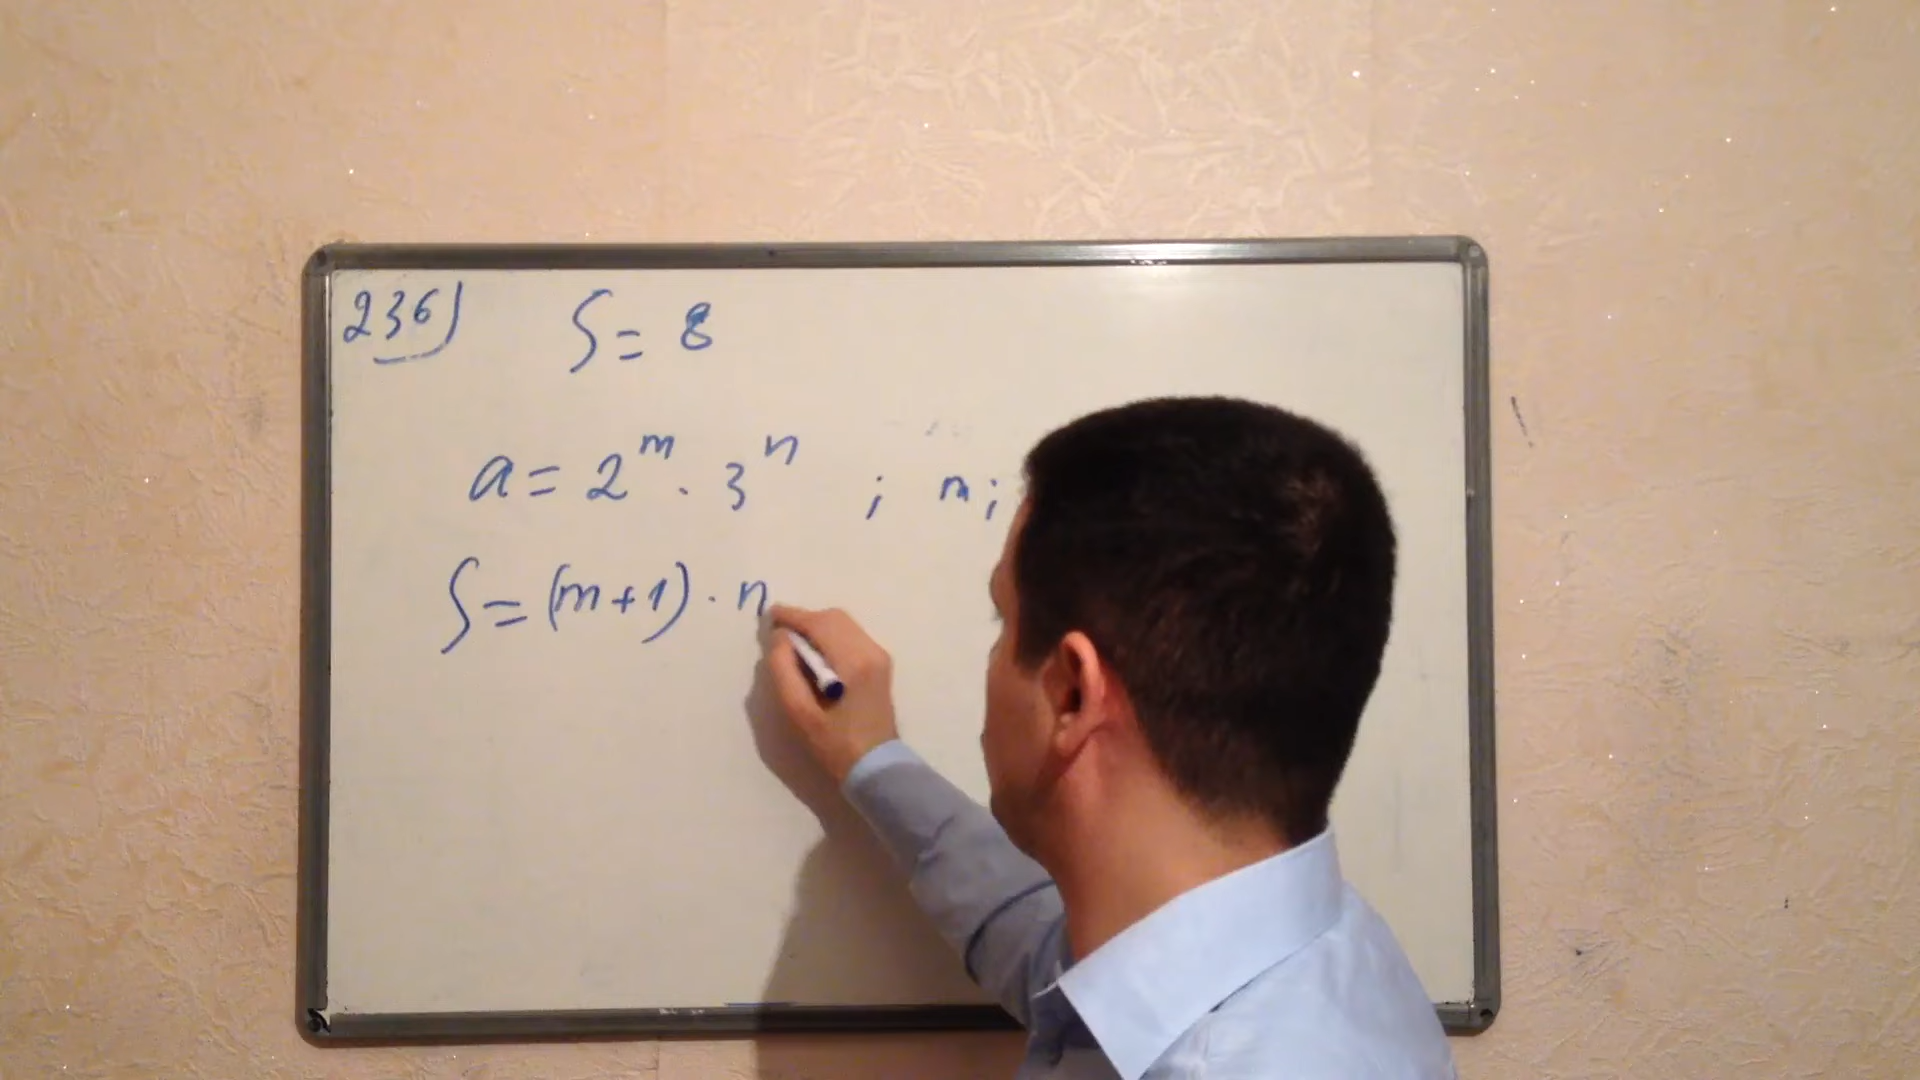 236) S = 8
a = 2^m · 3^n ; n;
S = (m+1) · n